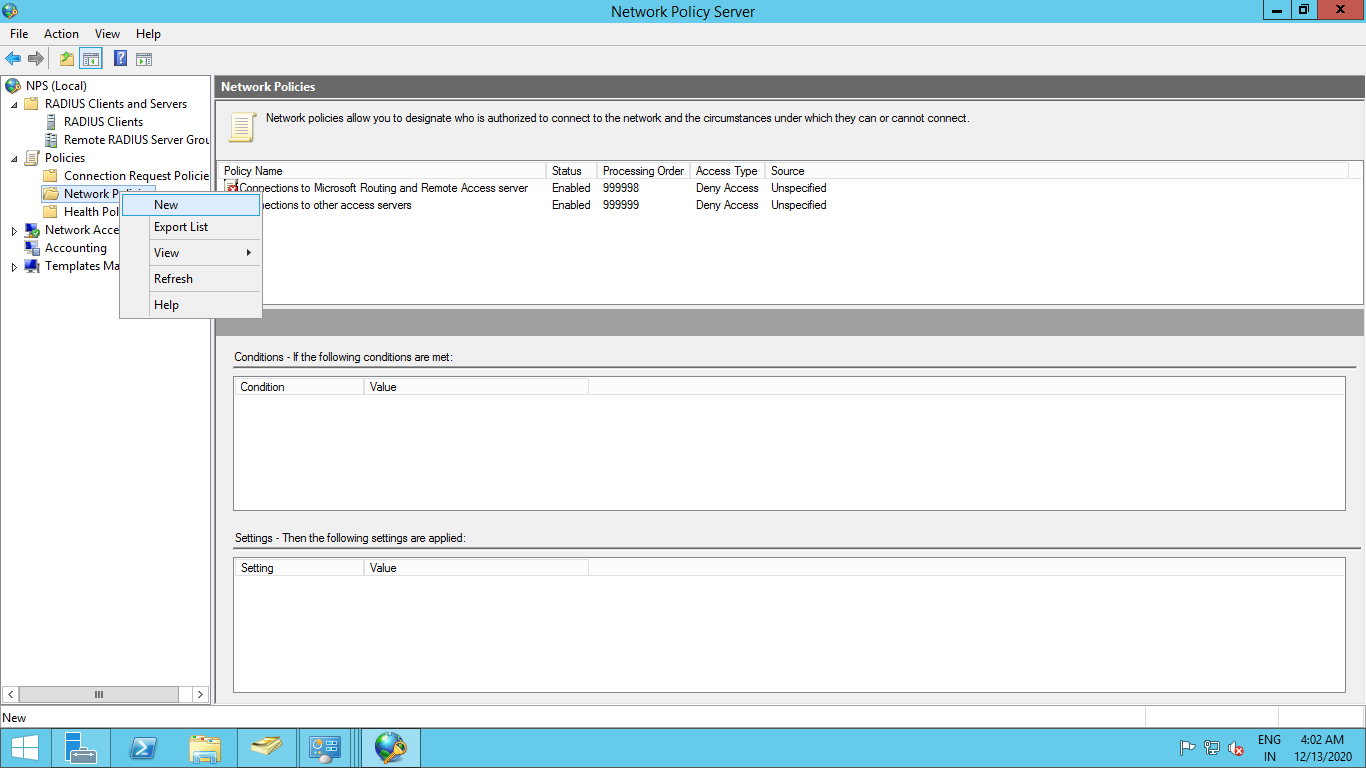 Network Policy Server
File Action View Help
NPS (Local)
RADIUS Clients and Servers
RADIUS Clients
Remote RADIUS Server Grou
Policies
Connection Request Policie
Network P
Health Pol
Network Acce
Accounting
Templates Ma
New
Export List
View
Refresh
Help
Network Policies
Network policies allow you to designate who is authorized to connect to the network and the circumstances under which they can or cannot connect.
Policy Name Status Processing Order Access Type Source
Connections to Microsoft Routing and Remote Access server Enabled 999998 Deny Access Unspecified
nections to other access servers Enabled 999999 Deny Access Unspecified
Conditions - If the following conditions are met:
Condition Value
Settings - Then the following settings are applied:
Setting Value
New
ENG 4:02 AM
IN 12/13/2020